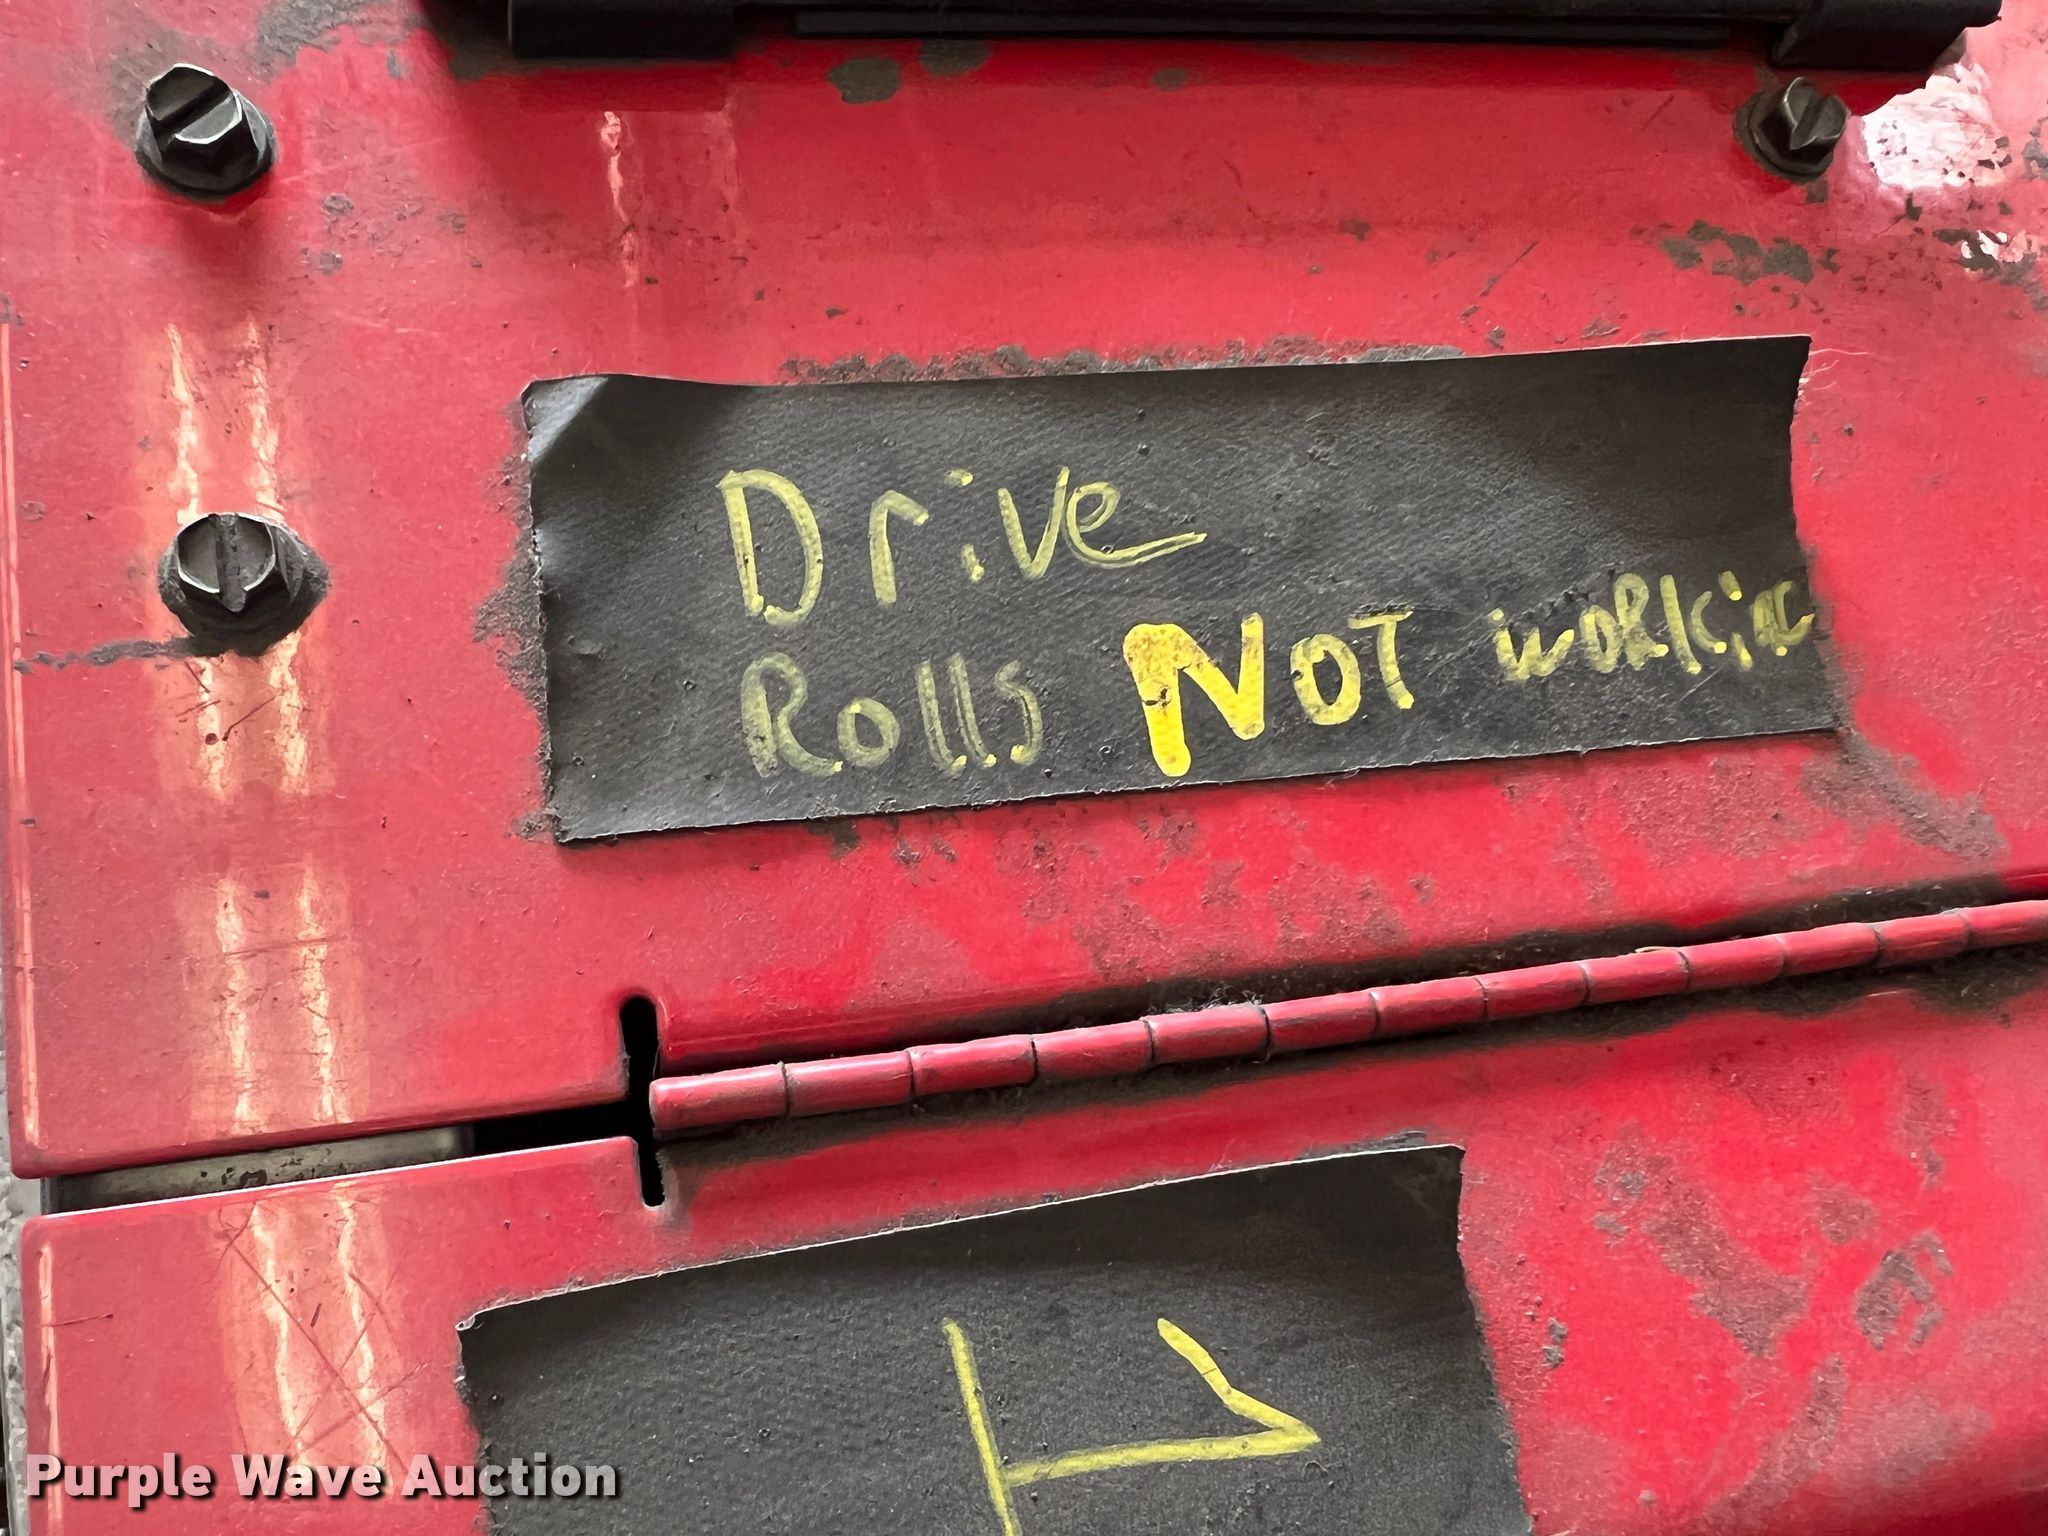 Drive
Rolls NOT WORKING
Purple Wave Auction